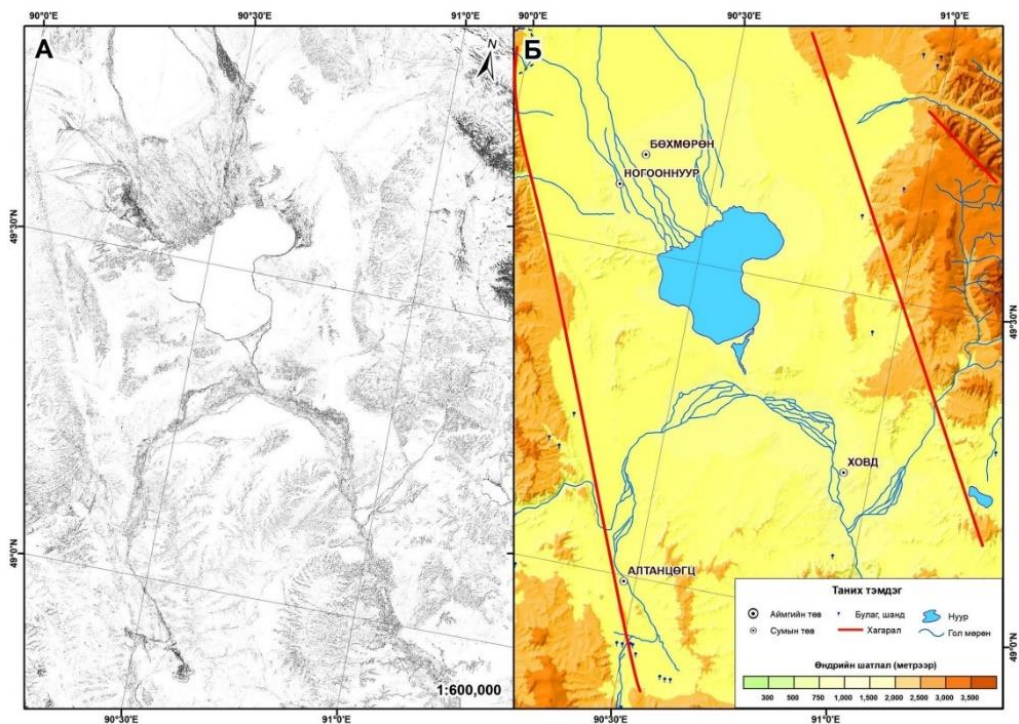 90°0'E
90°30'E
91°0'E
90°0'E
90°30'E
91°0'E
А
N
Б
БӨХМӨРӨН
НОГООННУУР
49°30'N
49°30'N
ХОВД
49°0'N
АЛТАНЦӨГЦ
49°0'N
Таних тэмдэг
Аймгийн төв
Булаг, шанд
Нуур
Сумын төв
Хагарал
Гол мөрөн
Өндрийн шатлал (метрээр)
300 500 750 1,000 1,500 2,000 2,500 3,000 3,500
1:600,000
90°30'E
91°0'E
90°30'E
91°0'E